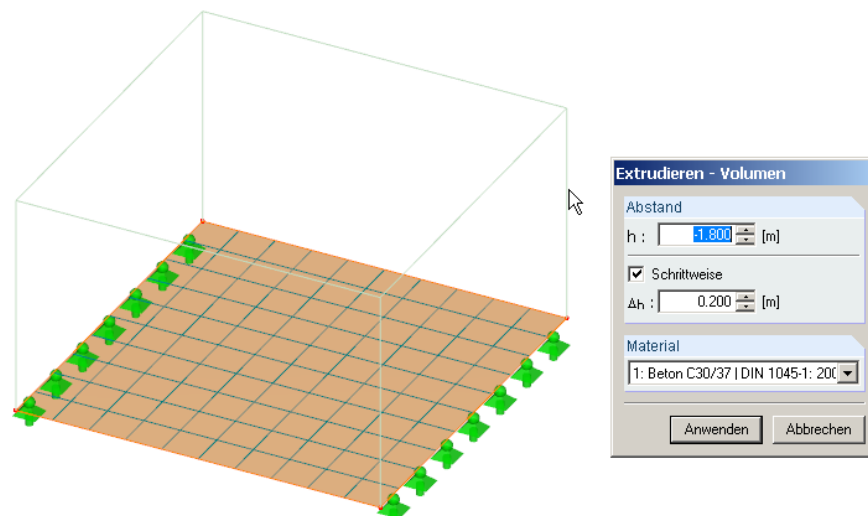 Extrudieren - Volumen
Abstand
h : -1.800 [m]
Schrittweise
Δh : 0.200 [m]
Material
1: Beton C30/37 | DIN 1045-1: 200
Anwenden Abbrechen